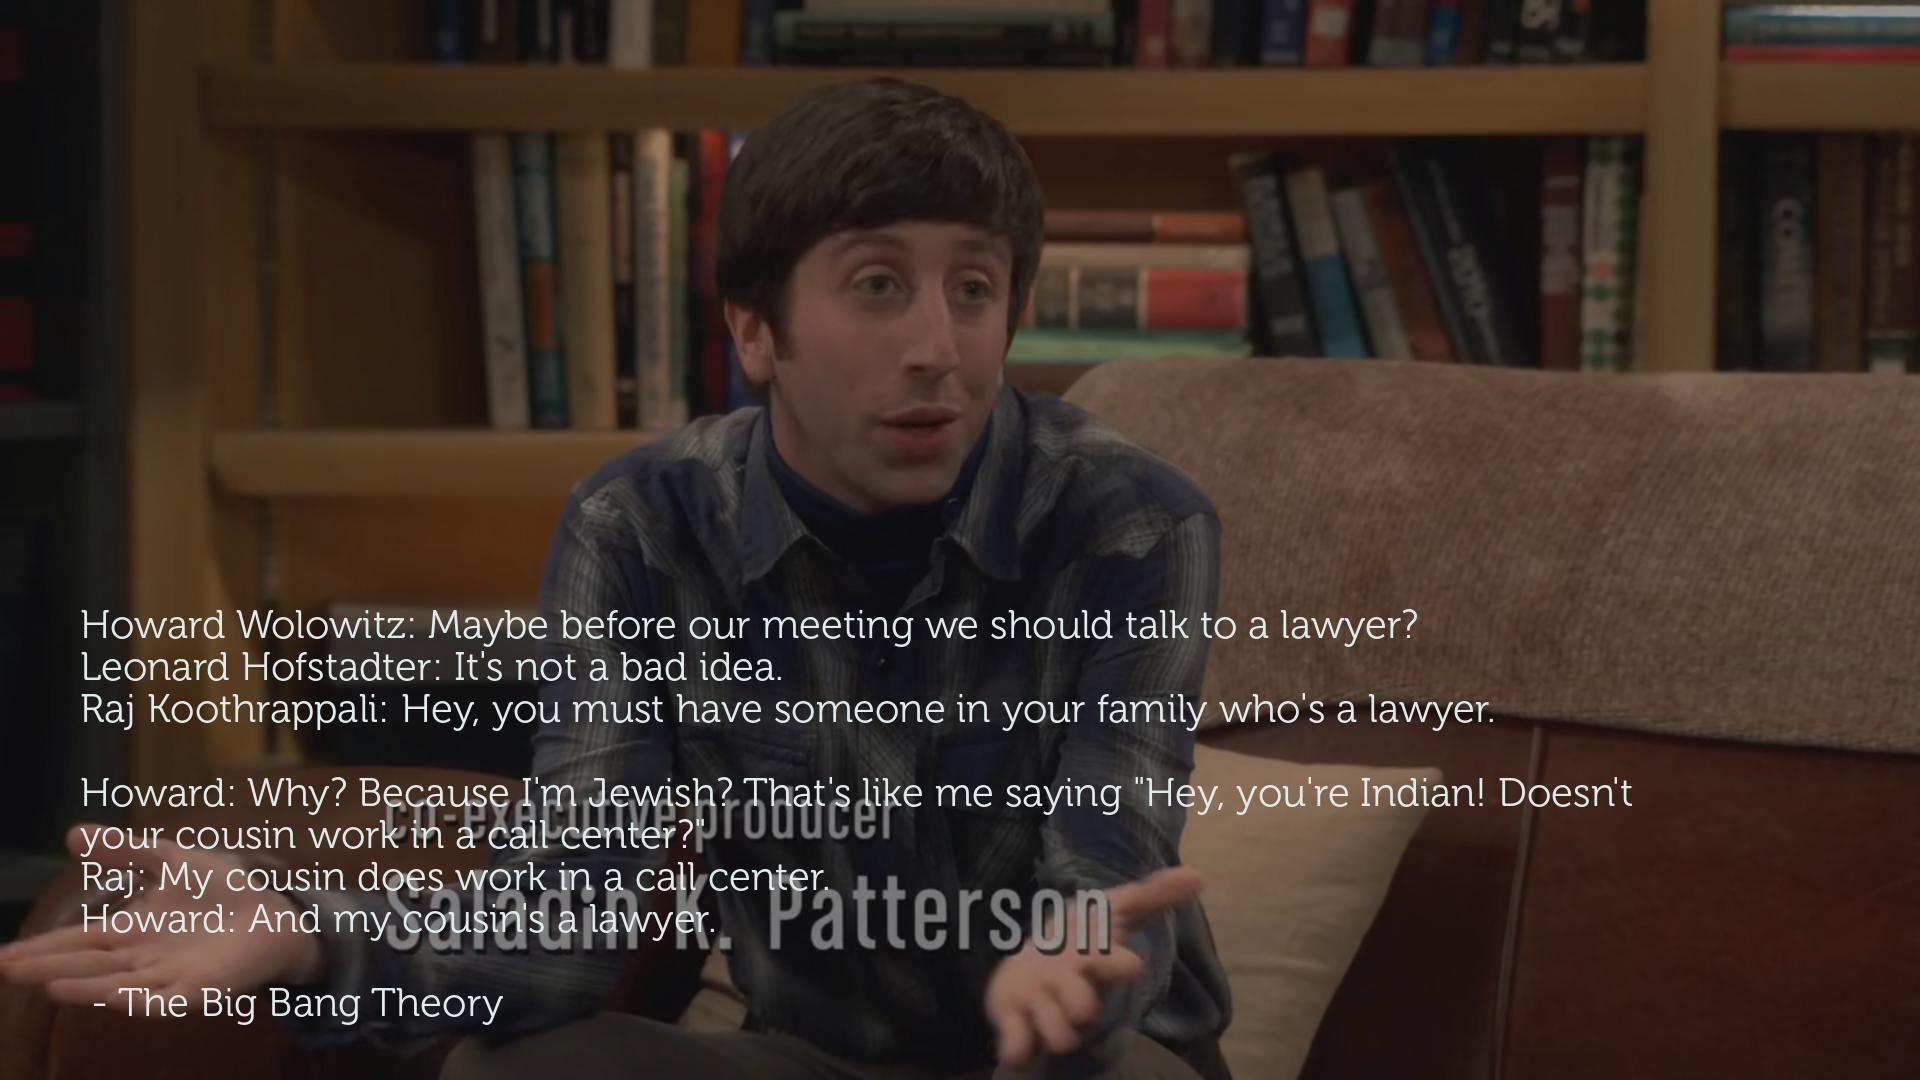 Howard Wolowitz: Maybe before our meeting we should talk to a lawyer?
Leonard Hofstadter: It's not a bad idea.
Raj Koothrappali: Hey, you must have someone in your family who's a lawyer.
Howard: Why? Because I'm Jewish? That's like me saying "Hey, you're Indian! Doesn't
your cousin work in a call center?"
Raj: My cousin does work in a call center.
Howard: And my cousin's a lawyer.
- The Big Bang Theory
co-executive producer
Saladin K. Patterson